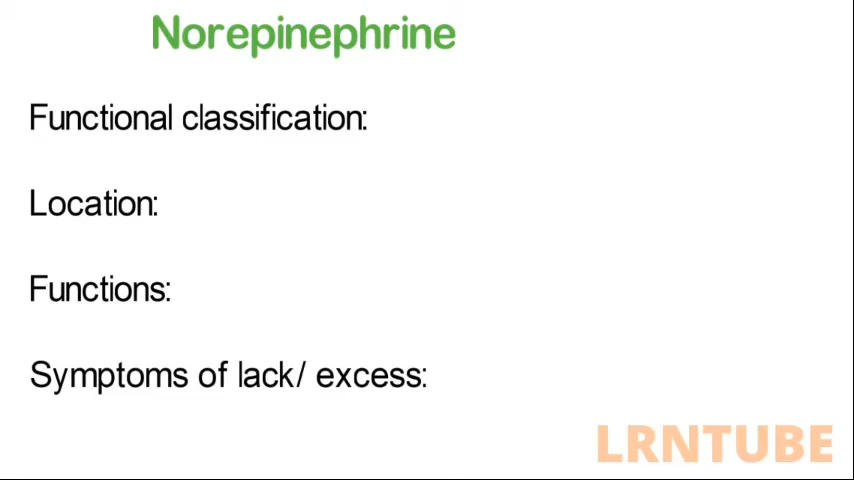 Norepinephrine
Functional classification:
Location:
Functions:
Symptoms of lack/ excess:
LRNTUBE